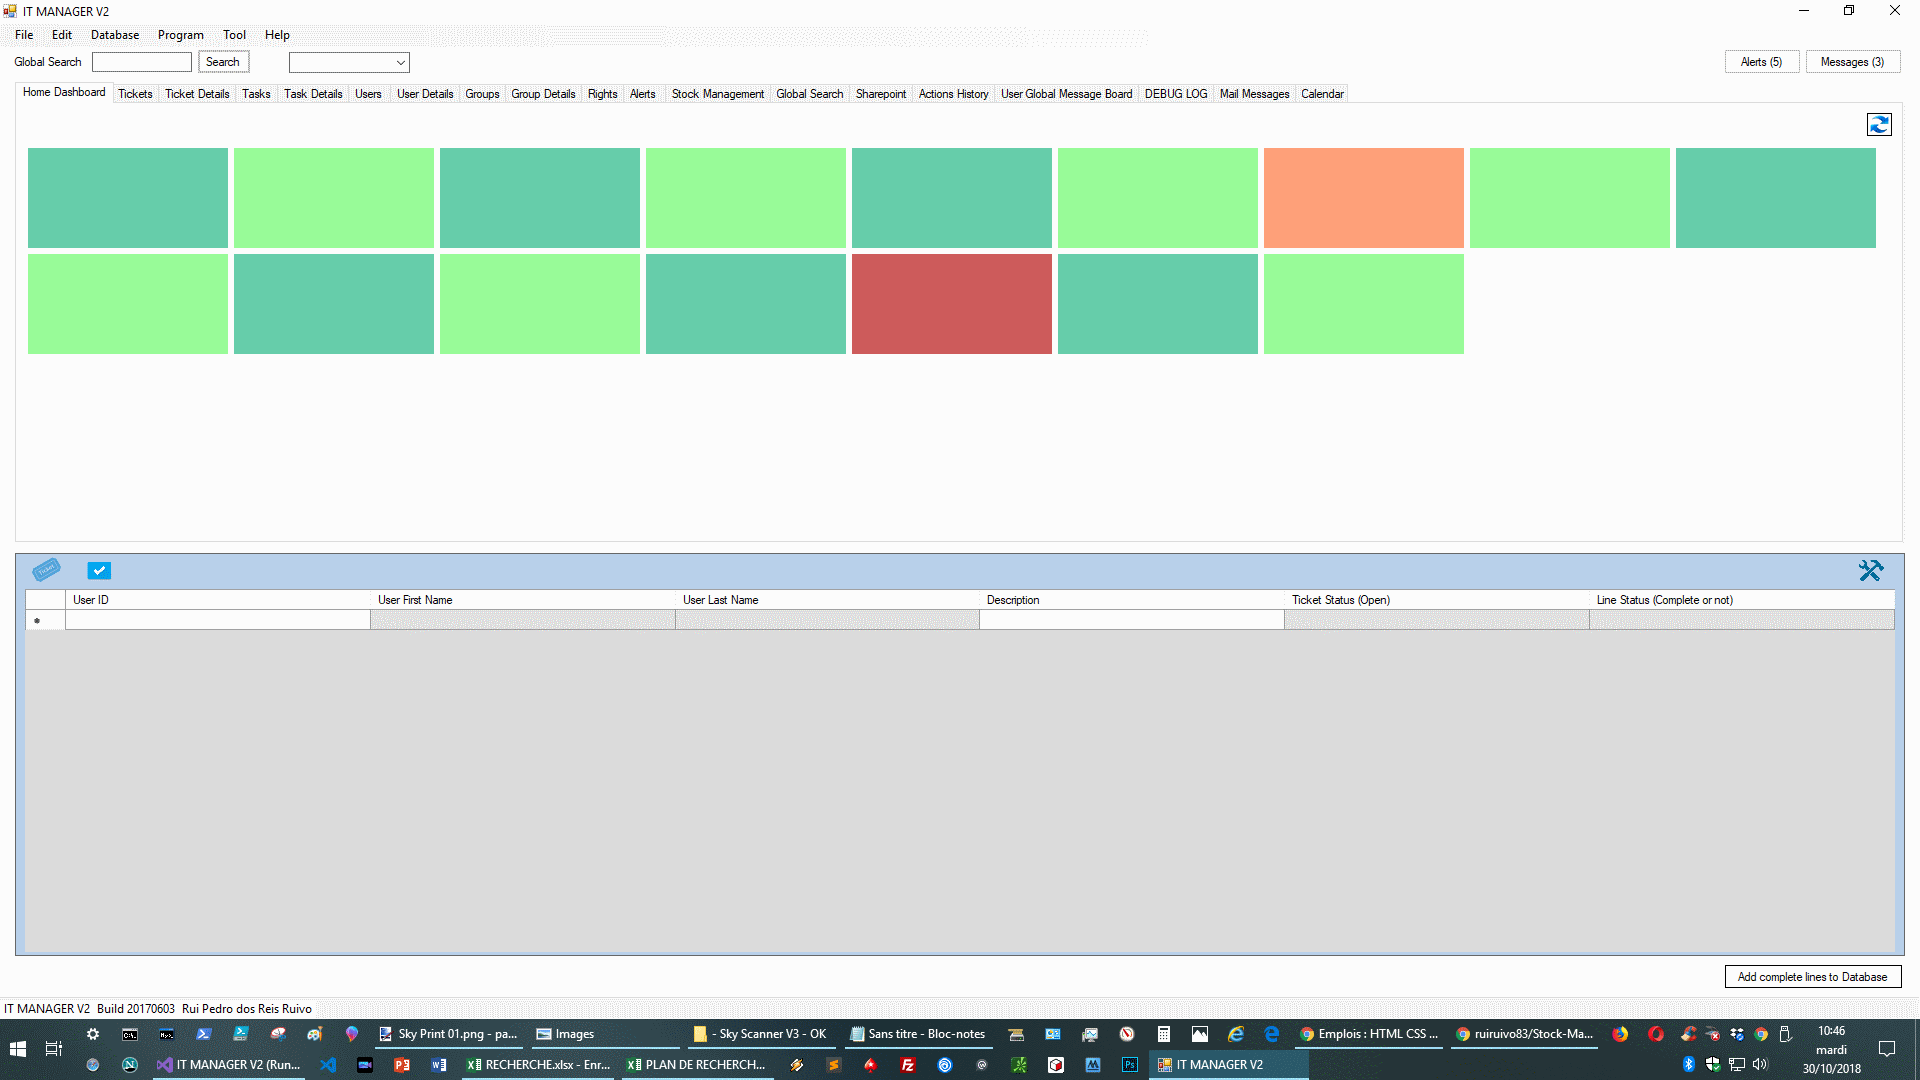 IT MANAGER V2
File Edit Database Program Tool Help
Global Search Search Alerts (5) Messages (3)
Home Dashboard Tickets Ticket Details Tasks Task Details Users User Details Groups Group Details Rights Alerts Stock Management Global Search Sharepoint Actions History User Global Message Board DEBUG LOG Mail Messages Calendar
Ticket
User ID User First Name User Last Name Description Ticket Status (Open) Line Status (Complete or not)
Add complete lines to Database
IT MANAGER V2 Build 20170603 Rui Pedro dos Reis Ruivo
Sky Print 01.png - pa... Images - Sky Scanner V3 - OK Sans titre - Bloc-notes Emplois : HTML CSS ... ruiruivo83/Stock-Ma... 10:46
mardi
IT MANAGER V2 (Run... RECHERCHE.xlsx - Enr... PLAN DE RECHERCH... IT MANAGER V2 30/10/2018